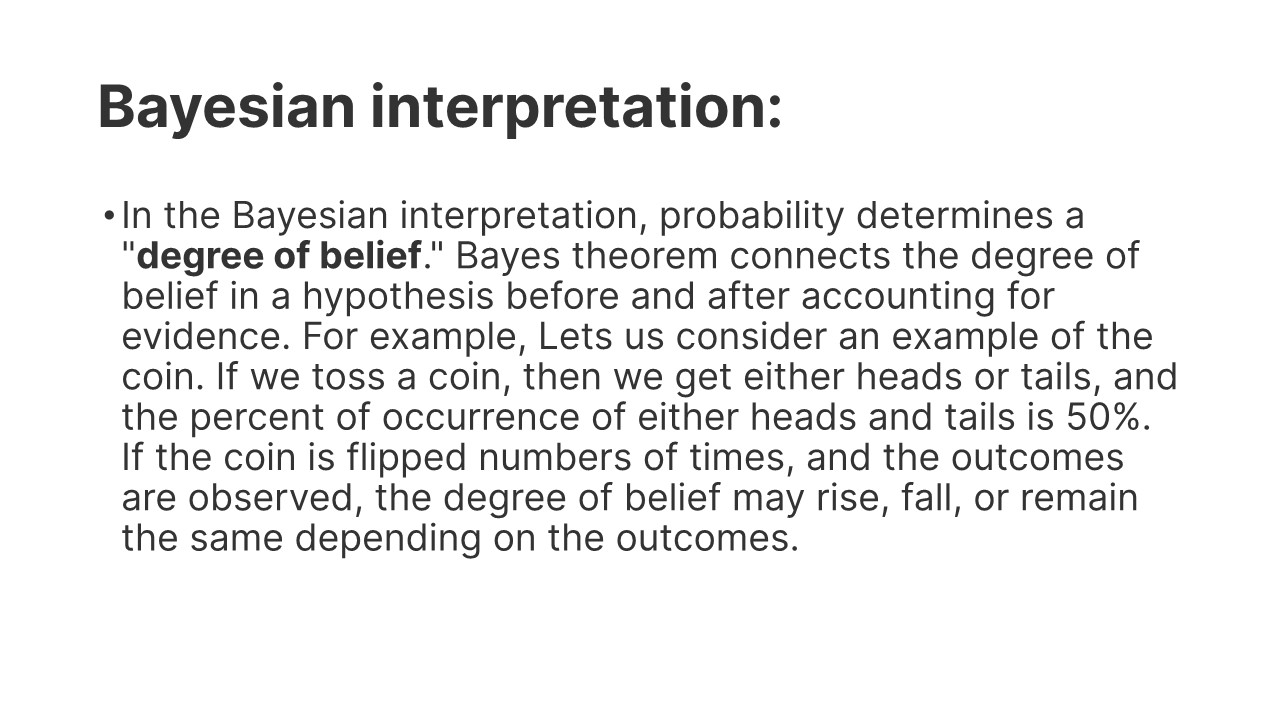 Bayesian interpretation:
• In the Bayesian interpretation, probability determines a
"degree of belief." Bayes theorem connects the degree of
belief in a hypothesis before and after accounting for
evidence. For example, Lets us consider an example of the
coin. If we toss a coin, then we get either heads or tails, and
the percent of occurrence of either heads and tails is 50%.
If the coin is flipped numbers of times, and the outcomes
are observed, the degree of belief may rise, fall, or remain
the same depending on the outcomes.